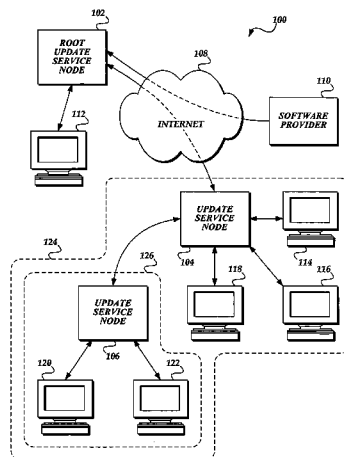 102
100
ROOT
UPDATE
SERVICE
NODE
108
110
112
INTERNET
SOFTWARE
PROVIDER
124
UPDATE
SERVICE
NODE
126
104
114
118
116
UPDATE
SERVICE
NODE
120
106
122